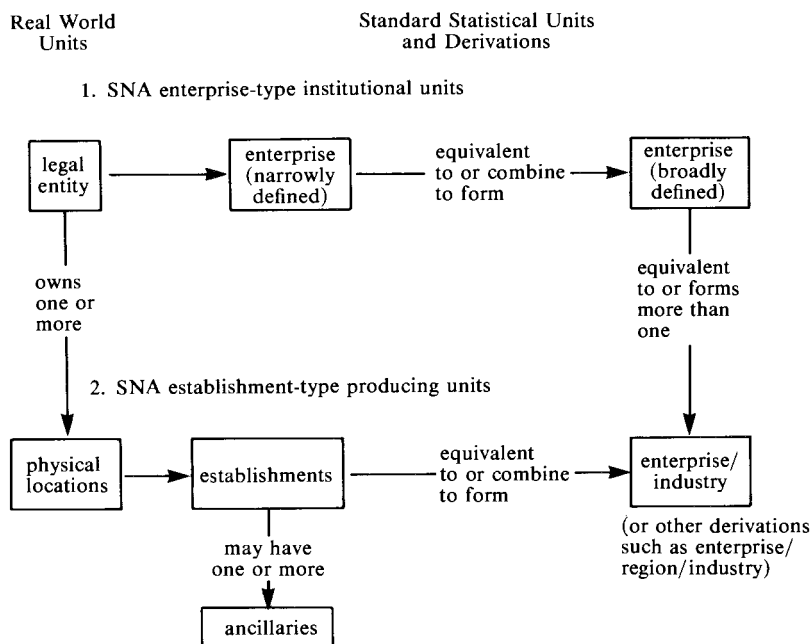 Real World
Units
Standard Statistical Units
and Derivations
1. SNA enterprise-type institutional units
legal
entity
enterprise
(narrowly
defined)
equivalent
to or combine
to form
enterprise
(broadly
defined)
owns
one or
more
equivalent
to or forms
more than
one
2. SNA establishment-type producing units
physical
locations
establishments
equivalent
to or combine
to form
enterprise/
industry
(or other derivations
such as enterprise/
region/industry)
may have
one or more
ancillaries